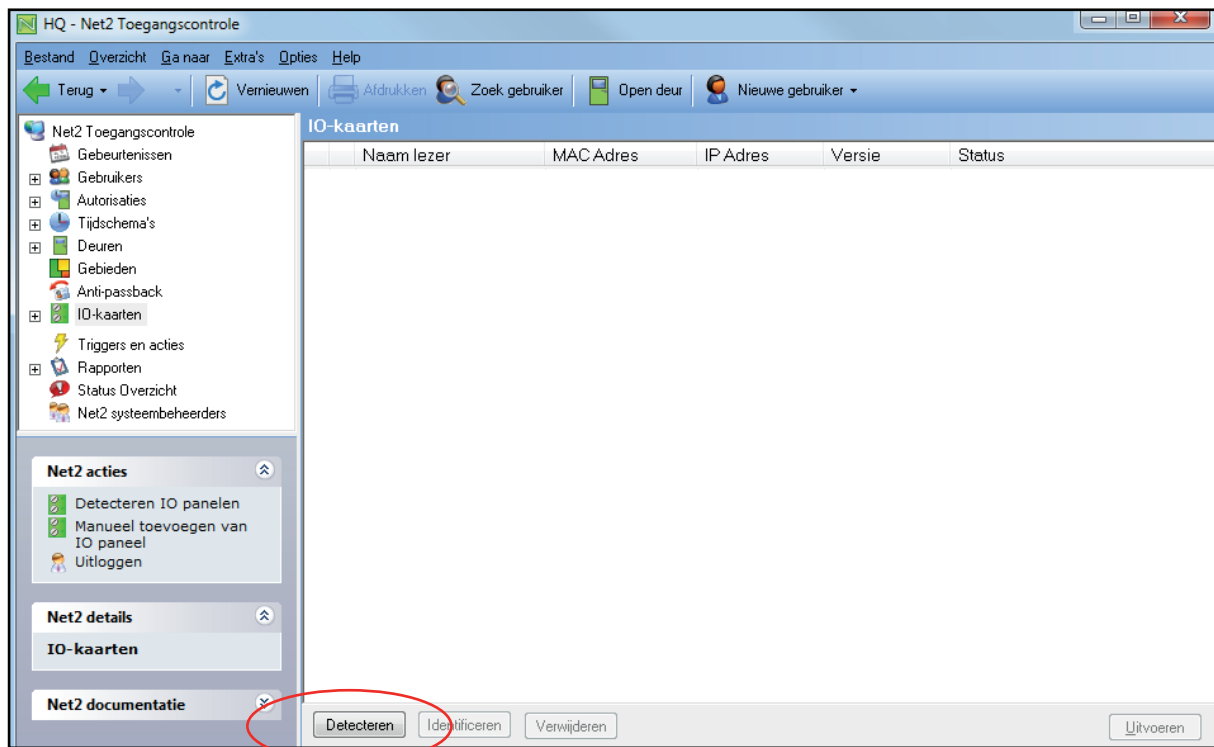 HQ - Net2 Toegangscontrole
Bestand Overzicht Ga naar Extra's Opties Help
Terug Vernieuwen Afdrukken Zoek gebruiker Open deur Nieuwe gebruiker
Net2 Toegangscontrole
Gebeurtenissen
Gebruikers
Autorisaties
Tijdschema's
Deuren
Gebieden
Anti-passback
IO-kaarten
Triggers en acties
Rapporten
Status Overzicht
Net2 systeembeheerders
Net2 acties
Detecteren IO panelen
Manueel toevoegen van
IO paneel
Uitloggen
Net2 details
IO-kaarten
Net2 documentatie
IO-kaarten
Naam lezer MAC Adres IP Adres Versie Status
Detecteren Identificeren Verwijderen Uitvoeren